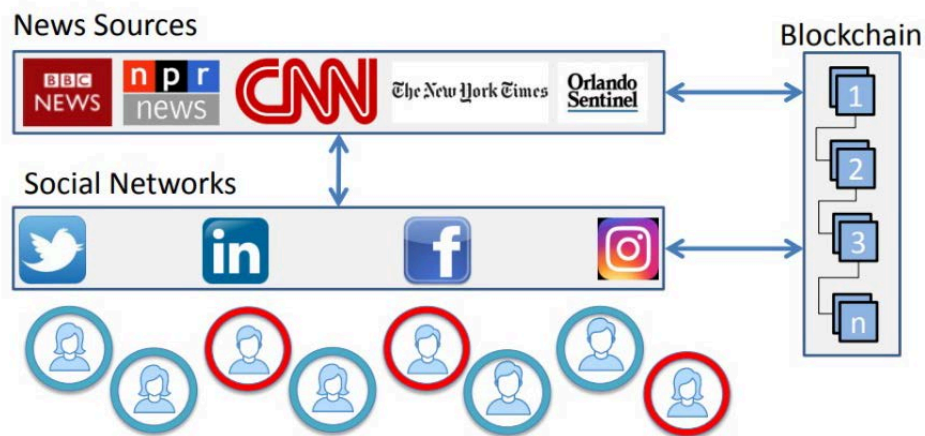 News Sources
Blockchain
BBC
NEWS
npr
news
CNN
The New York Times
Orlando
Sentinel
1
Social Networks
2
in
f
3
n